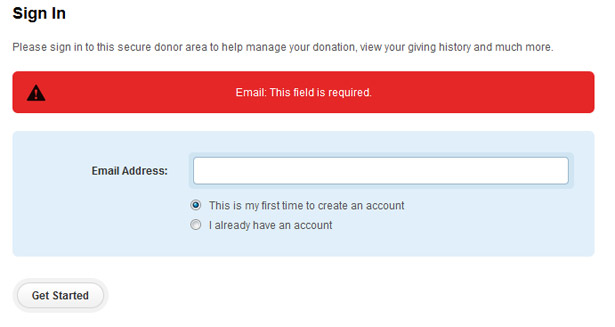 Sign In
Please sign in to this secure donor area to help manage your donation, view your giving history and much more.
Email: This field is required.
Email Address:
This is my first time to create an account
I already have an account
Get Started